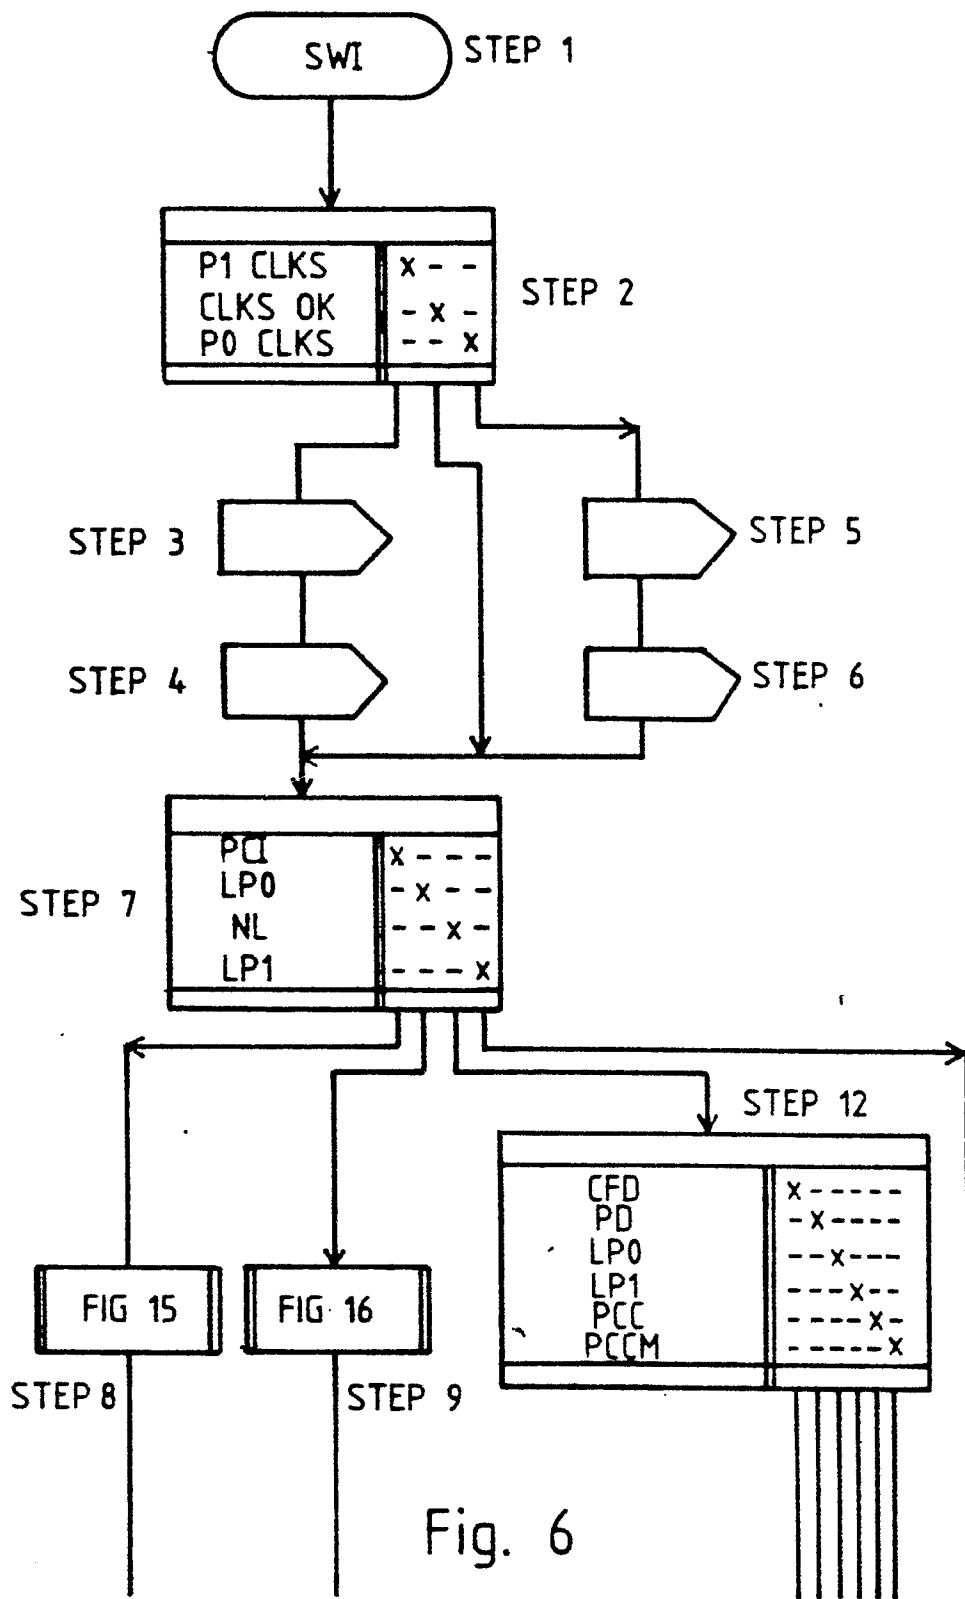 SWI
STEP 1
P1 CLKS X - -
CLKS OK - X -
P0 CLKS - - X
STEP 2
STEP 3
STEP 5
STEP 4
STEP 6
STEP 7
PCI X - - -
LP0 - X - -
NL - - X -
LP1 - - - X
STEP 12
CFD X - - - - -
PD - X - - - -
LP0 - - X - - -
LP1 - - - X - -
PCC - - - - X -
PCCM - - - - - X
FIG 15
FIG 16
STEP 8
STEP 9
Fig. 6